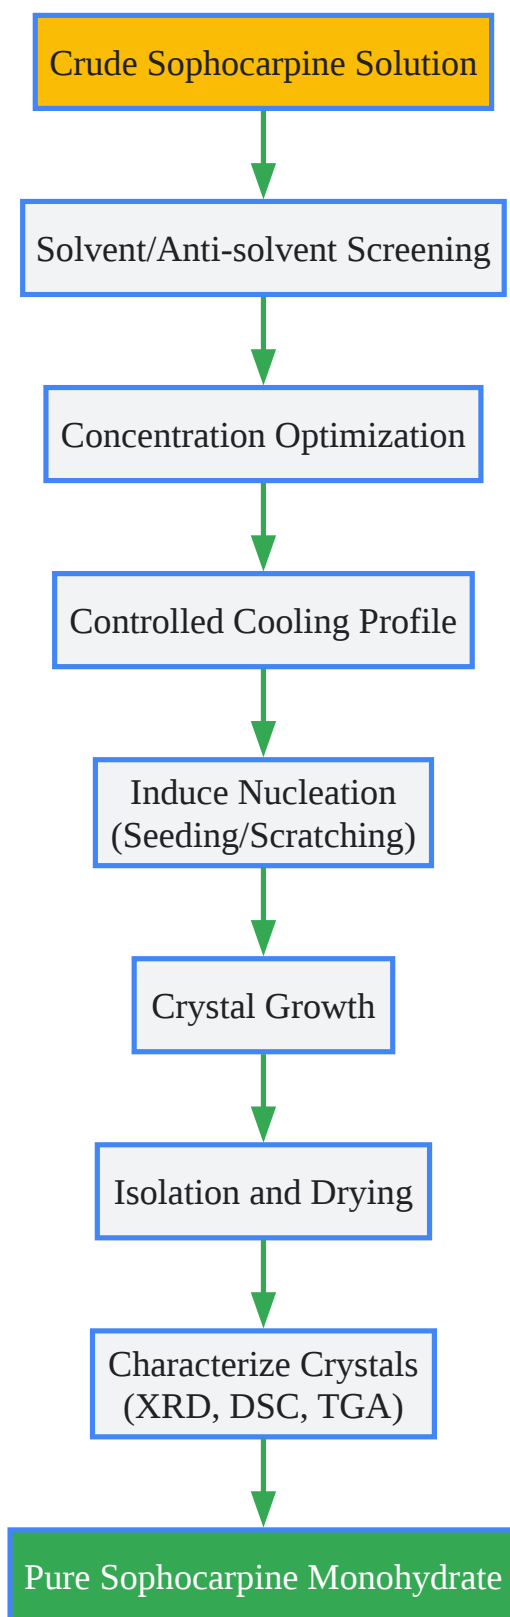 Crude Sophocarpine Solution
Solvent/Anti-solvent Screening
Concentration Optimization
Controlled Cooling Profile
Induce Nucleation
(Seeding/Scratching)
Crystal Growth
Isolation and Drying
Characterize Crystals
(XRD, DSC, TGA)
Pure Sophocarpine Monohydrate